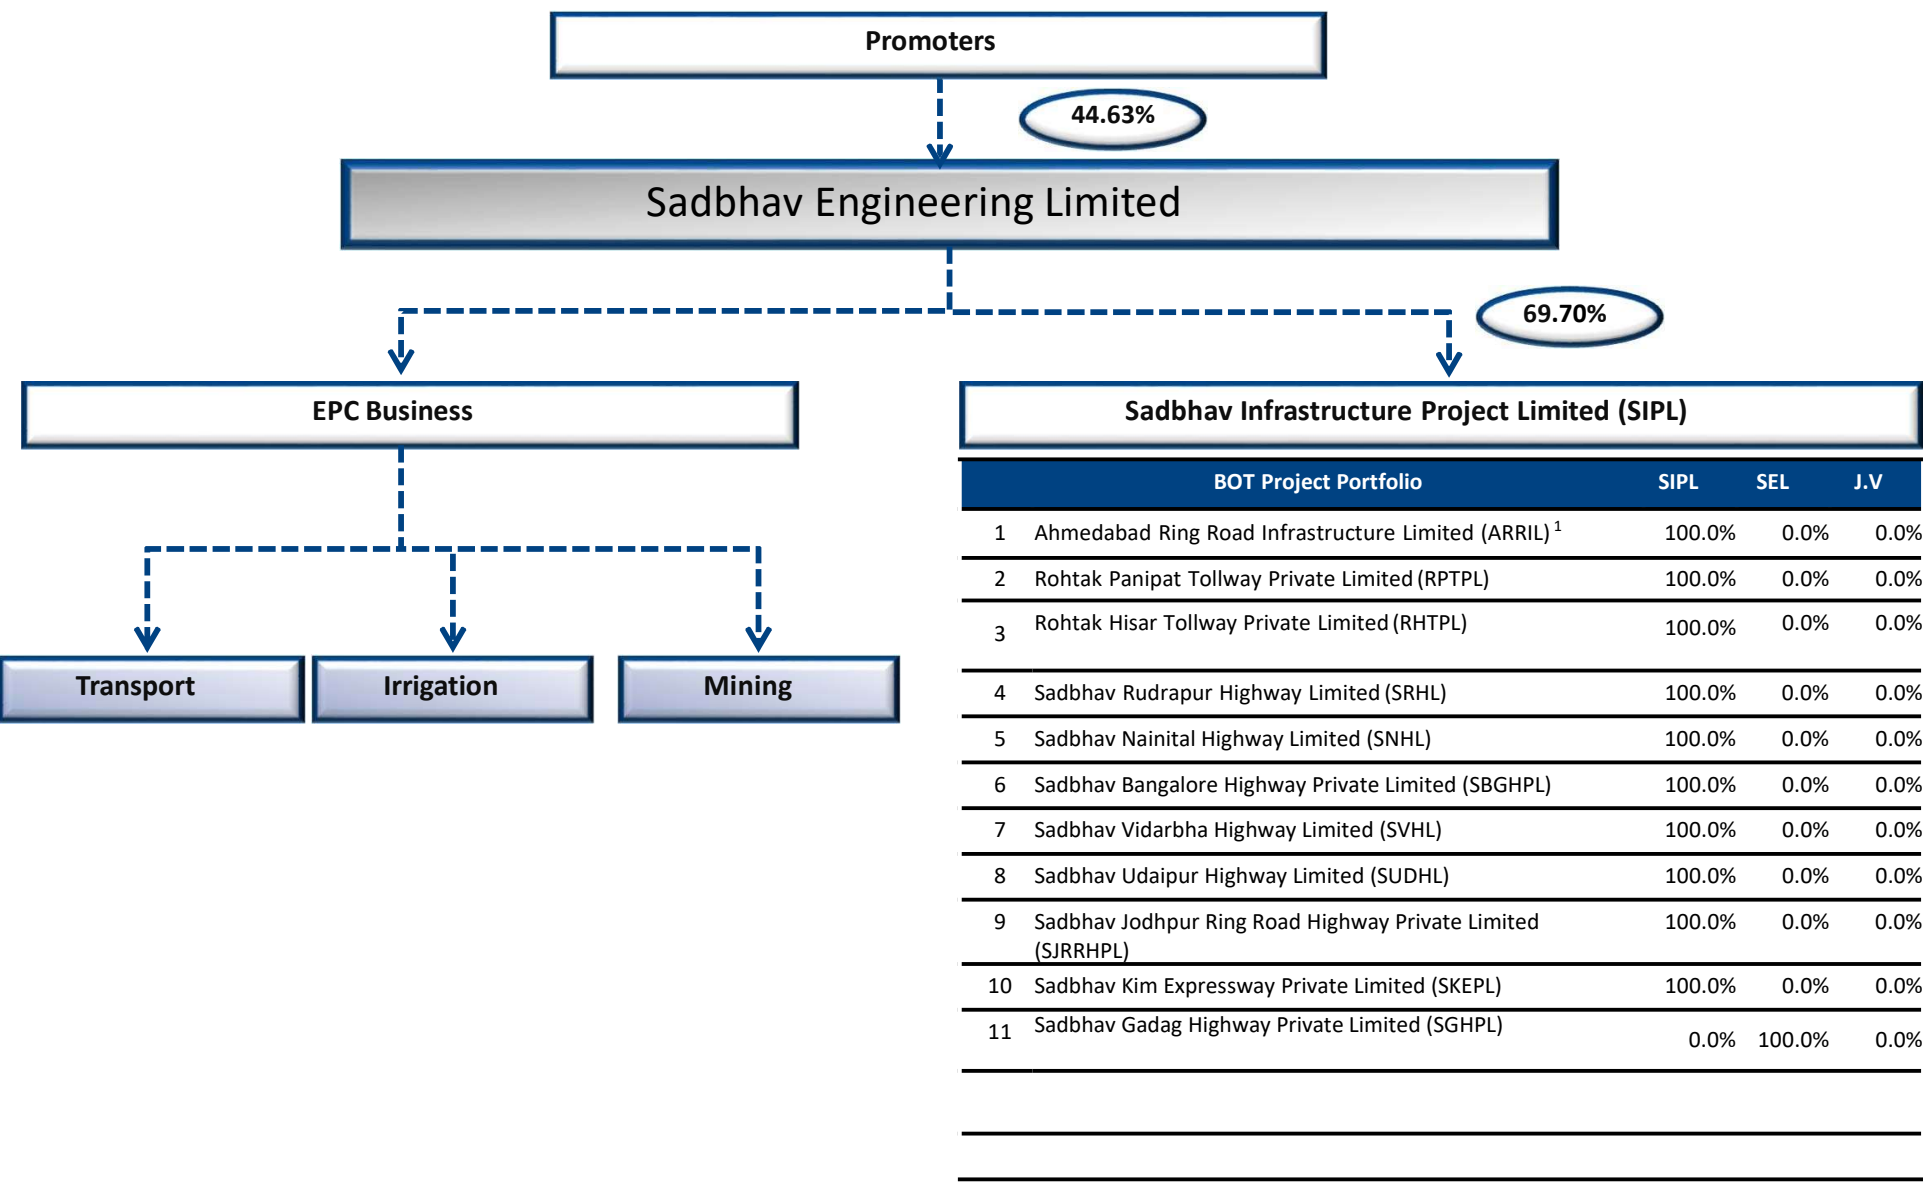 Promoters
44.63%
Sadbhav Engineering Limited
69.70%
EPC Business
Sadbhav Infrastructure Project Limited (SIPL)
Transport
Irrigation
Mining
BOT Project Portfolio SIPL SEL J.V
1 Ahmedabad Ring Road Infrastructure Limited (ARRIL) 1 100.0% 0.0% 0.0%
2 Rohtak Panipat Tollway Private Limited (RPTPL) 100.0% 0.0% 0.0%
3 Rohtak Hisar Tollway Private Limited (RHTPL) 100.0% 0.0% 0.0%
4 Sadbhav Rudrapur Highway Limited (SRHL) 100.0% 0.0% 0.0%
5 Sadbhav Nainital Highway Limited (SNHL) 100.0% 0.0% 0.0%
6 Sadbhav Bangalore Highway Private Limited (SBGHPL) 100.0% 0.0% 0.0%
7 Sadbhav Vidarbha Highway Limited (SVHL) 100.0% 0.0% 0.0%
8 Sadbhav Udaipur Highway Limited (SUDHL) 100.0% 0.0% 0.0%
9 Sadbhav Jodhpur Ring Road Highway Private Limited 100.0% 0.0% 0.0%
(SJRRHPL)
10 Sadbhav Kim Expressway Private Limited (SKEPL) 100.0% 0.0% 0.0%
11 Sadbhav Gadag Highway Private Limited (SGHPL) 0.0% 100.0% 0.0%